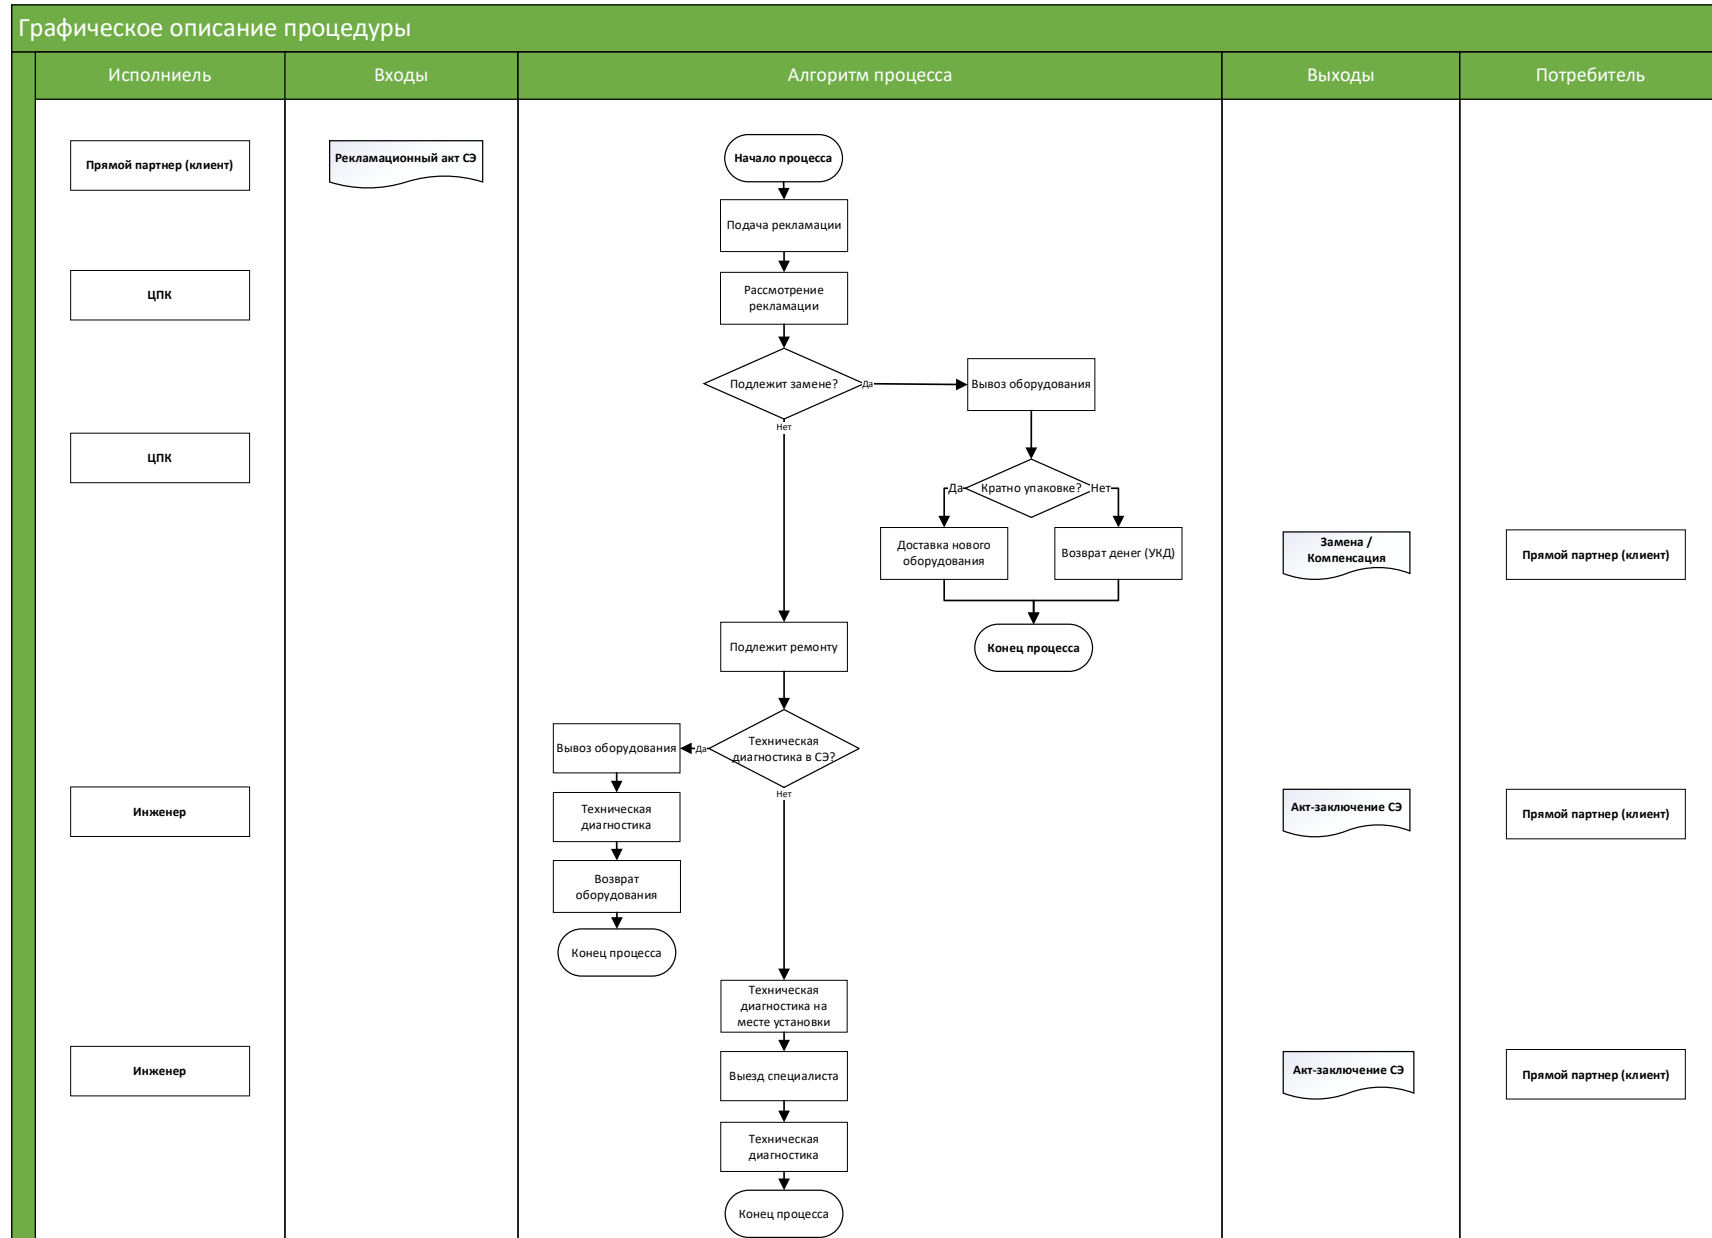 Графическое описание процедуры
Исполниель
Входы
Алгоритм процесса
Выходы
Потребитель
Прямой партнер (клиент)
Рекламационный акт СЭ
Начало процесса
Подача рекламации
ЦПК
Рассмотрение
рекламации
Подлежит замене?
Да
Вывоз оборудования
Нет
ЦПК
Кратно упаковке?
Да
Нет
Доставка нового
оборудования
Возврат денег (УКД)
Замена /
Компенсация
Прямой партнер (клиент)
Подлежит ремонту
Конец процесса
Вывоз оборудования
Да
Техническая
диагностика в СЭ?
Нет
Инженер
Техническая
диагностика
Акт-заключение СЭ
Прямой партнер (клиент)
Возврат
оборудования
Конец процесса
Техническая
диагностика на
месте установки
Инженер
Выезд специалиста
Акт-заключение СЭ
Прямой партнер (клиент)
Техническая
диагностика
Конец процесса